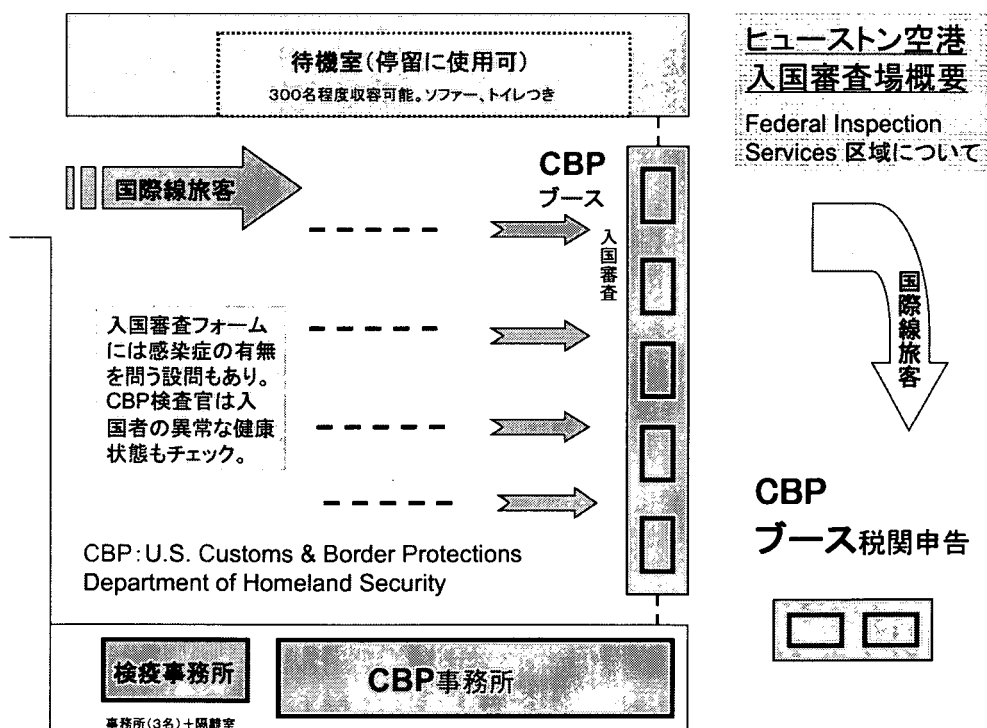 待機室(停留に使用可)
300名程度収容可能。ソファー、トイレつき
ヒューストン空港
入国審査場概要
Federal Inspection
Services 区域について
国際線旅客
CBP
ブース
入国審査
入国審査フォーム
には感染症の有無
を問う設問もあり。
CBP検査官は入
国者の異常な健康
状態もチェック。
国際線旅客
CBP
ブース税関申告
CBP:U.S. Customs & Border Protections
Department of Homeland Security
検疫事務所
CBP事務所
事務所(3名)+隔離室